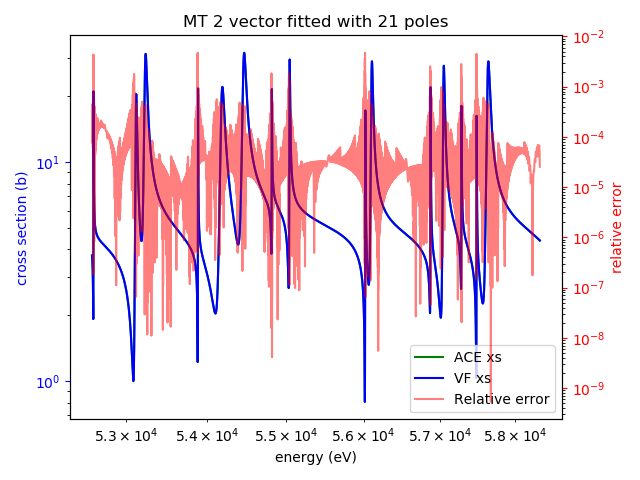 MT 2 vector fitted with 21 poles
cross section (b)
10¹
10⁰
10⁻²
10⁻³
10⁻⁴
10⁻⁵
10⁻⁶
10⁻⁷
10⁻⁸
10⁻⁹
relative error
ACE xs
VF xs
Relative error
5.3 × 10⁴ 5.4 × 10⁴ 5.5 × 10⁴ 5.6 × 10⁴ 5.7 × 10⁴ 5.8 × 10⁴
energy (eV)